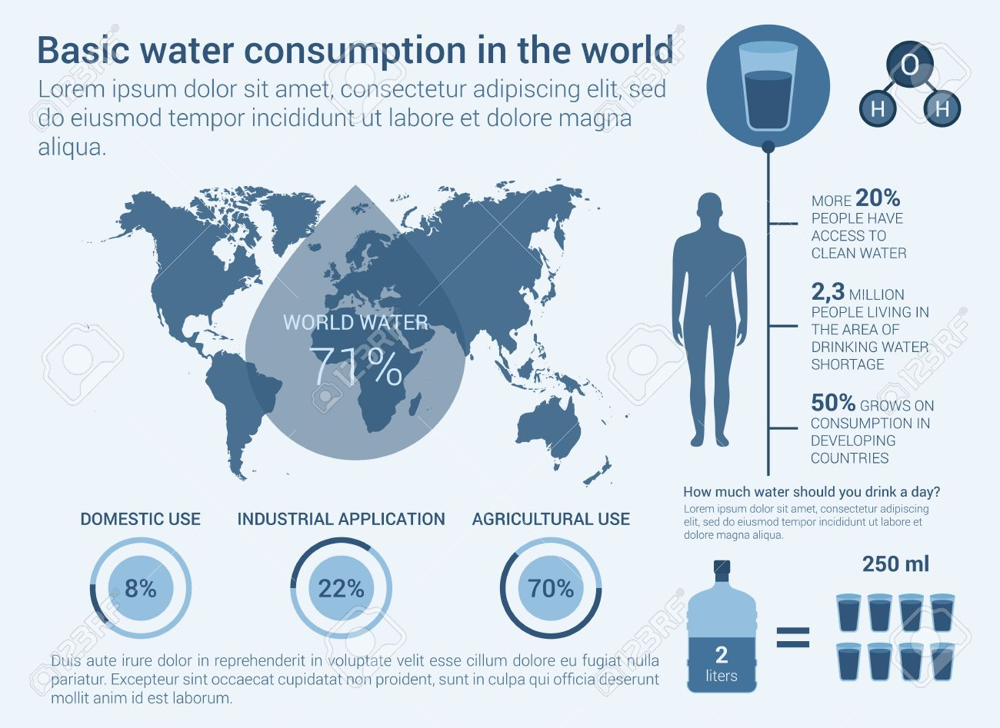 Basic water consumption in the world
Lorem ipsum dolor sit amet, consectetur adipiscing elit, sed
do eiusmod tempor incididunt ut labore et dolore magna
aliqua.
O
H H
WORLD WATER
71%
MORE 20%
PEOPLE HAVE
ACCESS TO
CLEAN WATER
2,3 MILLION
PEOPLE LIVING IN
THE AREA OF
DRINKING WATER
SHORTAGE
50% GROWS ON
CONSUMPTION IN
DEVELOPING
COUNTRIES
DOMESTIC USE
8%
INDUSTRIAL APPLICATION
22%
AGRICULTURAL USE
70%
Duis aute irure dolor in reprehenderit in voluptate velit esse cillum dolore eu fugiat nulla
pariatur. Excepteur sint occaecat cupidatat non proident, sunt in culpa qui officia deserunt
mollit anim id est laborum.
How much water should you drink a day?
Lorem ipsum dolor sit amet, consectetur adipiscing
elit, sed do eiusmod tempor incididunt ut labore et
dolore magna aliqua.
2
liters
=
250 ml
123RF